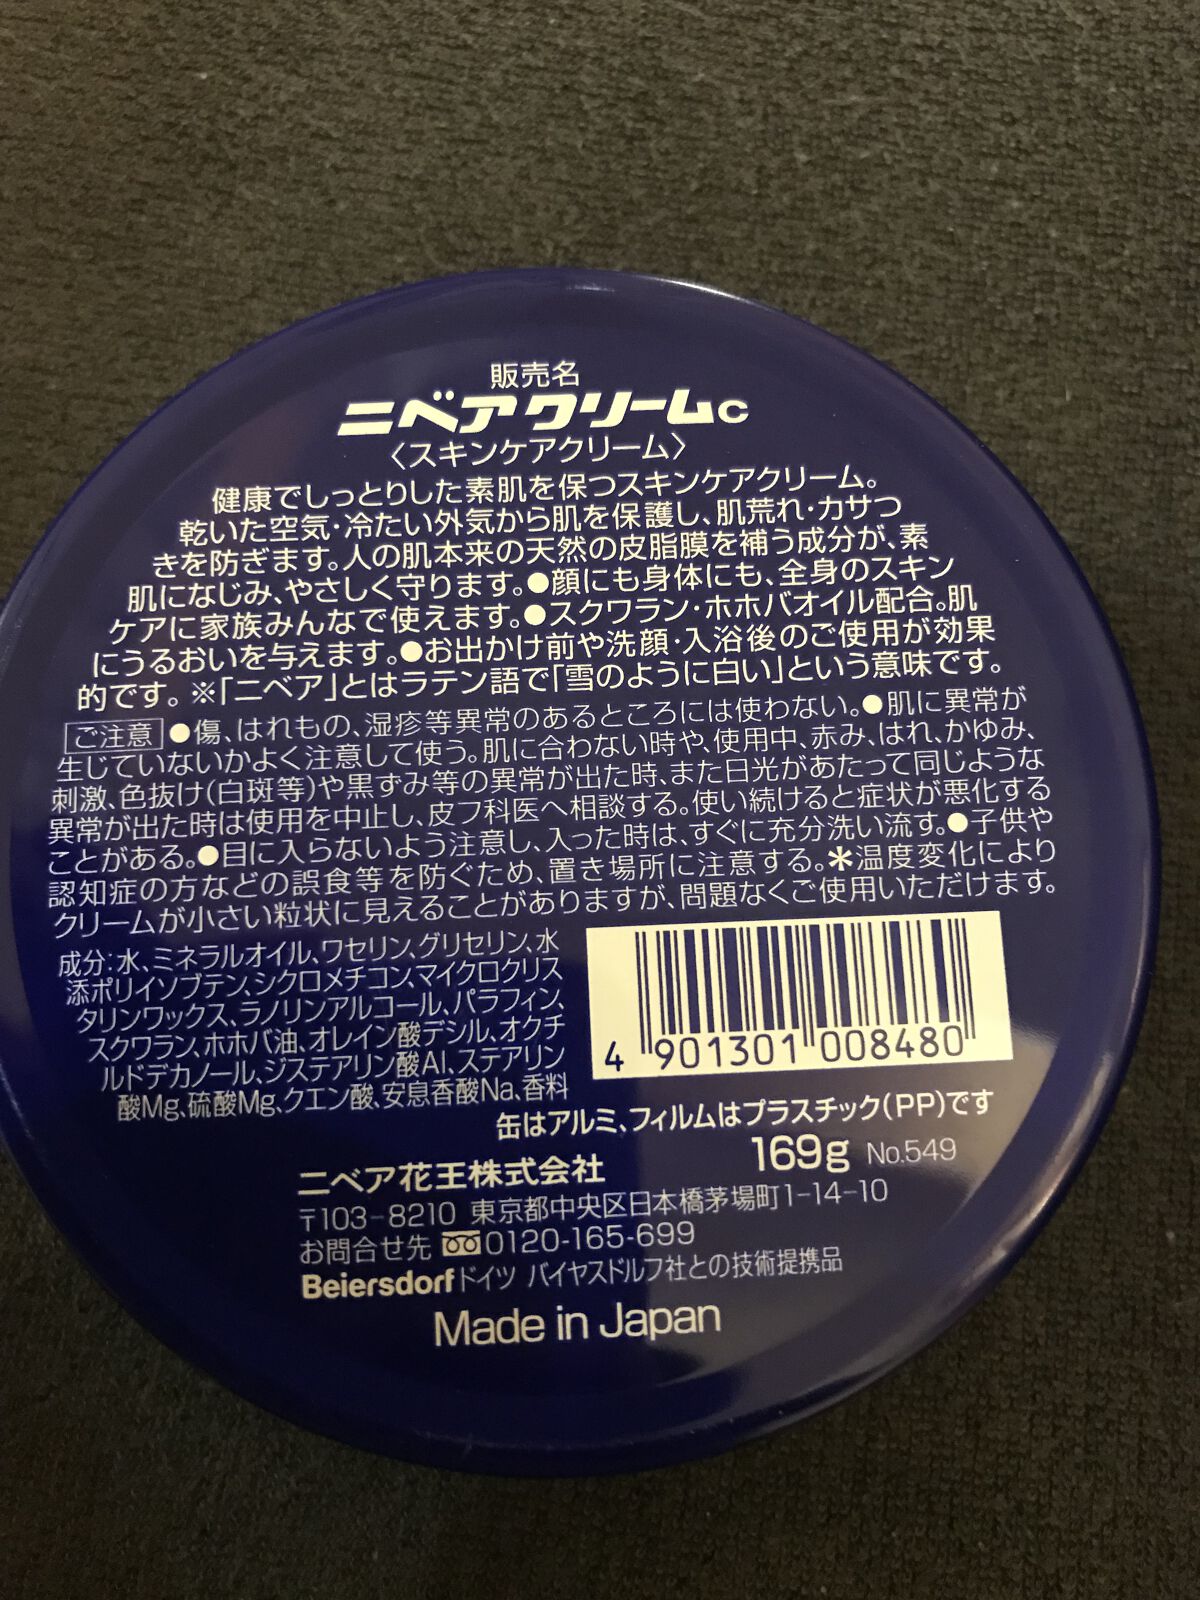 販売名
ニベアクリームc
〈スキンケアクリーム〉
健康でしっとりした素肌を保つスキンケアクリーム。
乾いた空気・冷たい外気から肌を保護し、肌荒れ・カサつ
きを防ぎます。人の肌本来の天然の皮脂膜を補う成分が、素
肌になじみ、やさしく守ります。●顔にも身体にも、全身のスキン
ケアに家族みんなで使えます。●スクワラン・ホホバオイル配合。肌
にうるおいを与えます。●お出かけ前や洗顔・入浴後のご使用が効果
的です。※「ニベア」とはラテン語で「雪のように白い」という意味です。
ご注意 ●傷、はれもの、湿疹等異常のあるところには使わない。●肌に異常が
生じていないかよく注意して使う。肌に合わない時や、使用中、赤み、はれ、かゆみ、
刺激、色抜け(白斑等)や黒ずみ等の異常が出た時、また日光があたって同じような
異常が出た時は使用を中止し、皮フ科医へ相談する。使い続けると症状が悪化する
ことがある。●目に入らないよう注意し、入った時は、すぐに充分洗い流す。●子供や
認知症の方などの誤食等を防ぐため、置き場所に注意する。＊温度変化により
クリームが小さい粒状に見えることがありますが、問題なくご使用いただけます。
成分:水、ミネラルオイル、ワセリン、グリセリン、水
添ポリイソブテン、シクロメチコン、マイクロクリス
タリンワックス、ラノリンアルコール、パラフィン、
スクワラン、ホホバ油、オレイン酸デシル、オクチ
ルドデカノール、ジステアリン酸Al、ステアリン
酸Mg、硫酸Mg、クエン酸、安息香酸Na、香料
4 901301 008480
缶はアルミ、フィルムはプラスチック(PP)です
169g No.549
ニベア花王株式会社
〒103-8210 東京都中央区日本橋茅場町1-14-10
お問合せ先 0120-165-699
Beiersdorfドイツ バイヤスドルフ社との技術提携品
Made in Japan